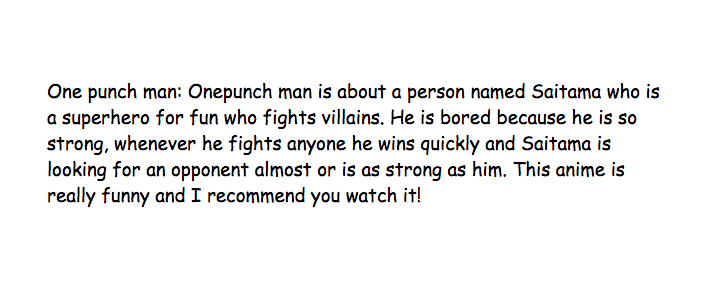 One punch man: Onepunch man is about a person named Saitama who is
a superhero for fun who fights villains. He is bored because he is so
strong, whenever he fights anyone he wins quickly and Saitama is
looking for an opponent almost or is as strong as him. This anime is
really funny and I recommend you watch it!